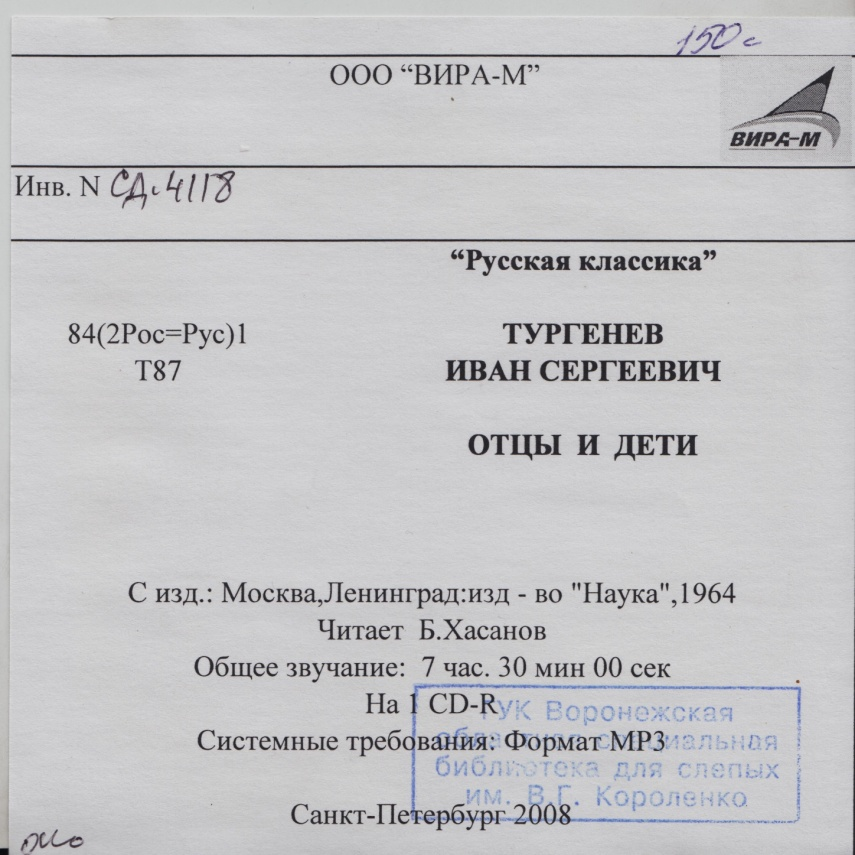 150
ООО “ВИРА-М”
ВИРА-М
Инв. N СД.4118
“Русская классика”
84(2Рос=Рус)1
Т87
ТУРГЕНЕВ
ИВАН СЕРГЕЕВИЧ
ОТЦЫ И ДЕТИ
С изд.: Москва,Ленинград:изд - во "Наука",1964
Читает Б.Хасанов
Общее звучание: 7 час. 30 мин 00 сек
На 1 CD-R
Системные требования: Формат MP3
Санкт-Петербург 2008
ГУК Воронежская
областная специальная
библиотека для слепых
им. В.Г. Короленко